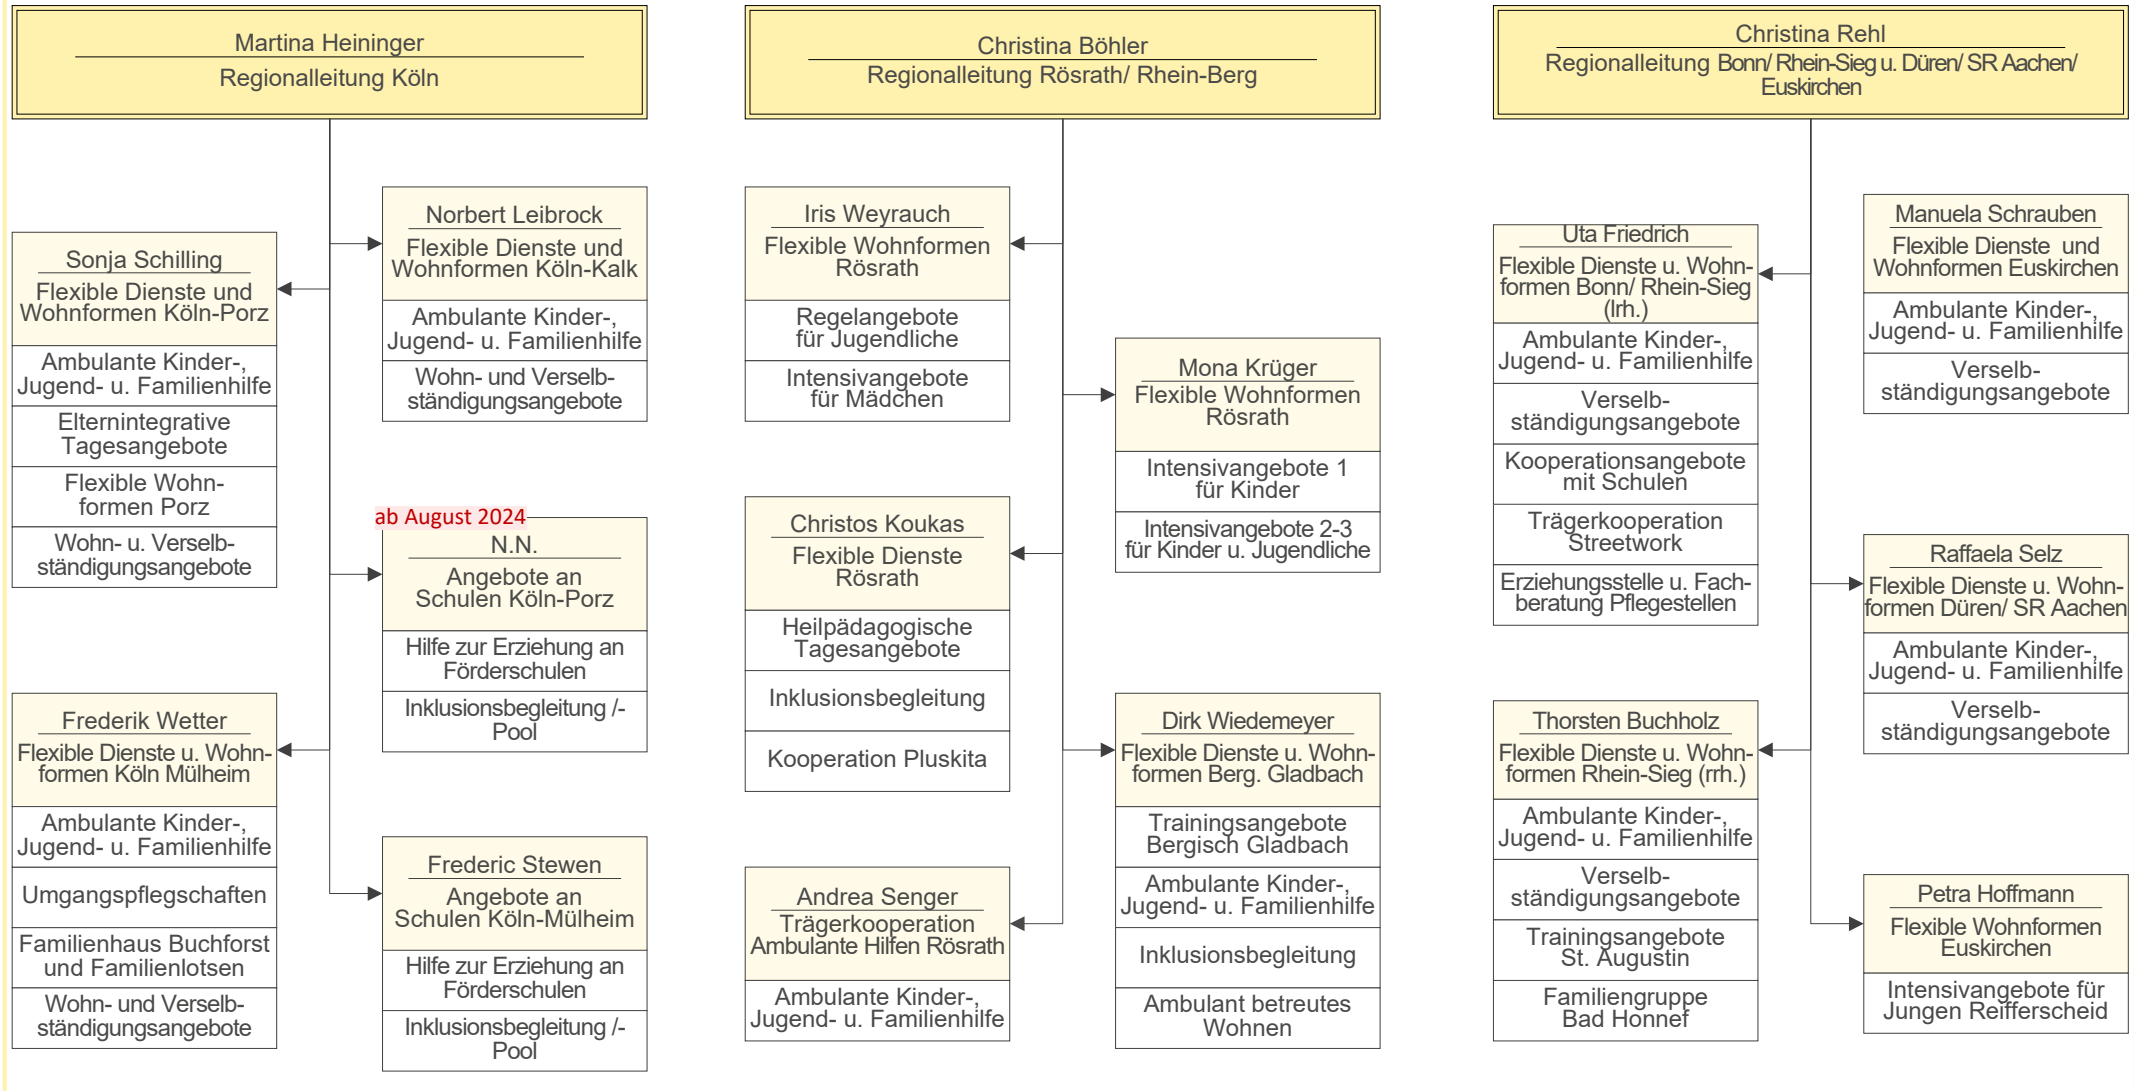 Martina Heininger
Regionalleitung Köln
Sonja Schilling
Flexible Dienste und
Wohnformen Köln-Porz
Ambulante Kinder-,
Jugend- u. Familienhilfe
Elternintegrative
Tagesangebote
Flexible Wohn-
formen Porz
Wohn- u. Verselb-
ständigungsangebote
Norbert Leibrock
Flexible Dienste und
Wohnformen Köln-Kalk
Ambulante Kinder-,
Jugend- u. Familienhilfe
Wohn- und Verselb-
ständigungsangebote
ab August 2024
N.N.
Angebote an
Schulen Köln-Porz
Hilfe zur Erziehung an
Förderschulen
Inklusionsbegleitung /-
Pool
Frederik Wetter
Flexible Dienste u. Wohn-
formen Köln Mülheim
Ambulante Kinder-,
Jugend- u. Familienhilfe
Umgangspflegschaften
Familienhaus Buchforst
und Familienlotsen
Wohn- und Verselb-
ständigungsangebote
Frederic Stewen
Angebote an
Schulen Köln-Mülheim
Hilfe zur Erziehung an
Förderschulen
Inklusionsbegleitung /-
Pool
Christina Böhler
Regionalleitung Rösrath/ Rhein-Berg
Iris Weyrauch
Flexible Wohnformen
Rösrath
Regelangebote
für Jugendliche
Intensivangebote
für Mädchen
Mona Krüger
Flexible Wohnformen
Rösrath
Intensivangebote 1
für Kinder
Intensivangebote 2-3
für Kinder u. Jugendliche
Christos Koukas
Flexible Dienste
Rösrath
Heilpädagogische
Tagesangebote
Inklusionsbegleitung
Kooperation Pluskita
Dirk Wiedemeyer
Flexible Dienste u. Wohn-
formen Berg. Gladbach
Trainingsangebote
Bergisch Gladbach
Ambulante Kinder-,
Jugend- u. Familienhilfe
Inklusionsbegleitung
Ambulant betreutes
Wohnen
Andrea Senger
Trägerkooperation
Ambulante Hilfen Rösrath
Ambulante Kinder-,
Jugend- u. Familienhilfe
Christina Rehl
Regionalleitung Bonn/ Rhein-Sieg u. Düren/ SR Aachen/
Euskirchen
Uta Friedrich
Flexible Dienste u. Wohn-
formen Bonn/ Rhein-Sieg
(lrh.)
Ambulante Kinder-,
Jugend- u. Familienhilfe
Verselb-
ständigungsangebote
Kooperationsangebote
mit Schulen
Trägerkooperation
Streetwork
Erziehungsstelle u. Fach-
beratung Pflegestellen
Manuela Schrauben
Flexible Dienste und
Wohnformen Euskirchen
Ambulante Kinder-,
Jugend- u. Familienhilfe
Verselb-
ständigungsangebote
Raffaela Selz
Flexible Dienste u. Wohn-
formen Düren/ SR Aachen
Ambulante Kinder-,
Jugend- u. Familienhilfe
Verselb-
ständigungsangebote
Thorsten Buchholz
Flexible Dienste u. Wohn-
formen Rhein-Sieg (rrh.)
Ambulante Kinder-,
Jugend- u. Familienhilfe
Verselb-
ständigungsangebote
Trainingsangebote
St. Augustin
Familiengruppe
Bad Honnef
Petra Hoffmann
Flexible Wohnformen
Euskirchen
Intensivangebote für
Jungen Reifferscheid